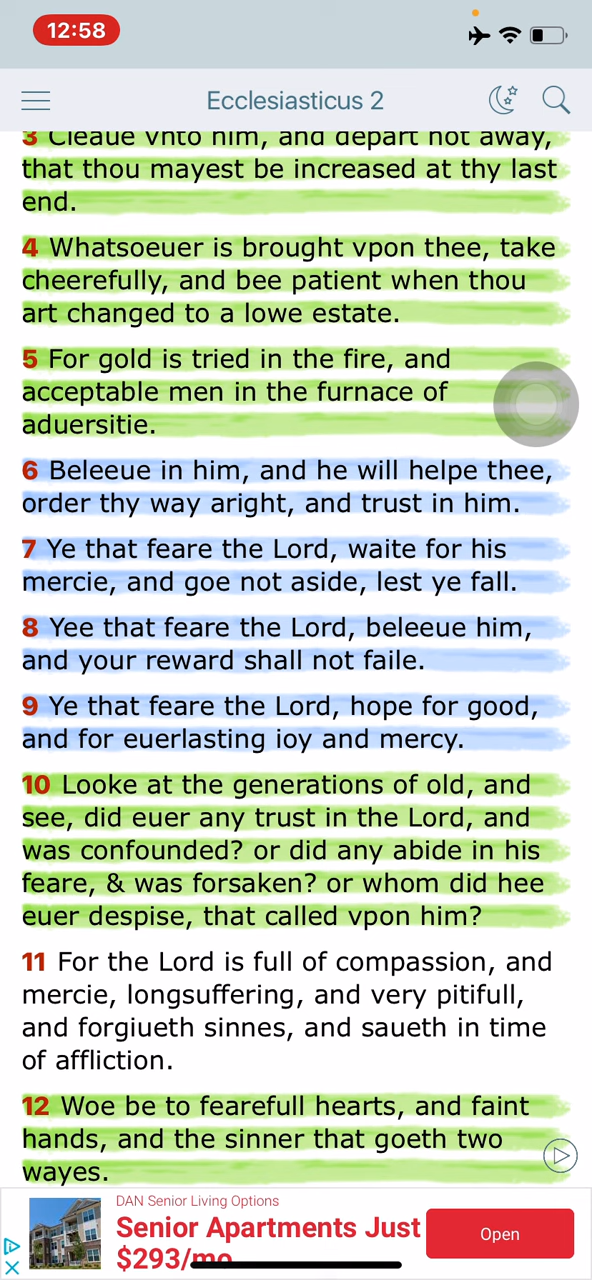 12:58
Ecclesiasticus 2
3 Cleaue vnto him, and depart not away,
that thou mayest be increased at thy last
end.
4 Whatsoeuer is brought vpon thee, take
cheerefully, and bee patient when thou
art changed to a lowe estate.
5 For gold is tried in the fire, and
acceptable men in the furnace of
aduersitie.
6 Beleeue in him, and he will helpe thee,
order thy way aright, and trust in him.
7 Ye that feare the Lord, waite for his
mercie, and goe not aside, lest ye fall.
8 Yee that feare the Lord, beleeue him,
and your reward shall not faile.
9 Ye that feare the Lord, hope for good,
and for euerlasting ioy and mercy.
10 Looke at the generations of old, and
see, did euer any trust in the Lord, and
was confounded? or did any abide in his
feare, & was forsaken? or whom did hee
euer despise, that called vpon him?
11 For the Lord is full of compassion, and
mercie, longsuffering, and very pitifull,
and forgiueth sinnes, and saueth in time
of affliction.
12 Woe be to fearefull hearts, and faint
hands, and the sinner that goeth two
wayes.
DAN Senior Living Options
Senior Apartments Just
$293/mo
Open